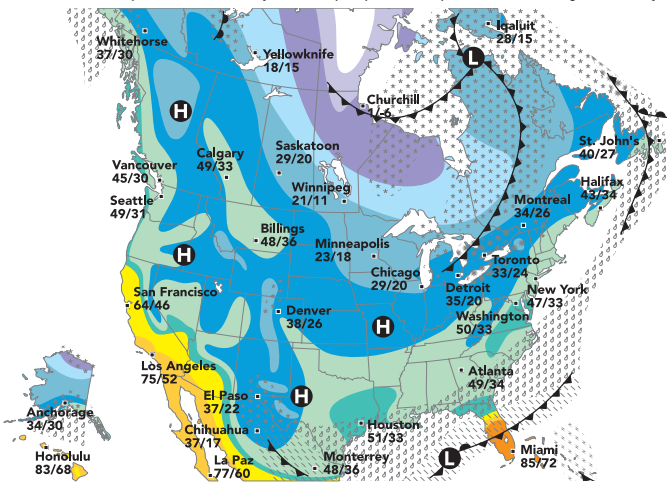 Whitehorse
37/30
Yellowknife
18/15
Iqaluit
28/15
L
H
Churchill
1/-6
Calgary
49/33
Saskatoon
29/20
St. John's
40/27
Vancouver
45/30
Winnipeg
21/11
Halifax
43/34
Seattle
49/31
Montreal
34/26
Billings
48/36
Minneapolis
23/18
H
Toronto
33/24
Chicago
29/20
Detroit
35/20
San Francisco
64/46
New York
47/33
Denver
38/26
Washington
50/33
H
Los Angeles
75/52
Atlanta
49/34
El Paso
37/22
H
Anchorage
34/30
Chihuahua
37/17
Houston
51/33
Honolulu
83/68
La Paz
77/60
Monterrey
48/36
L
Miami
85/72